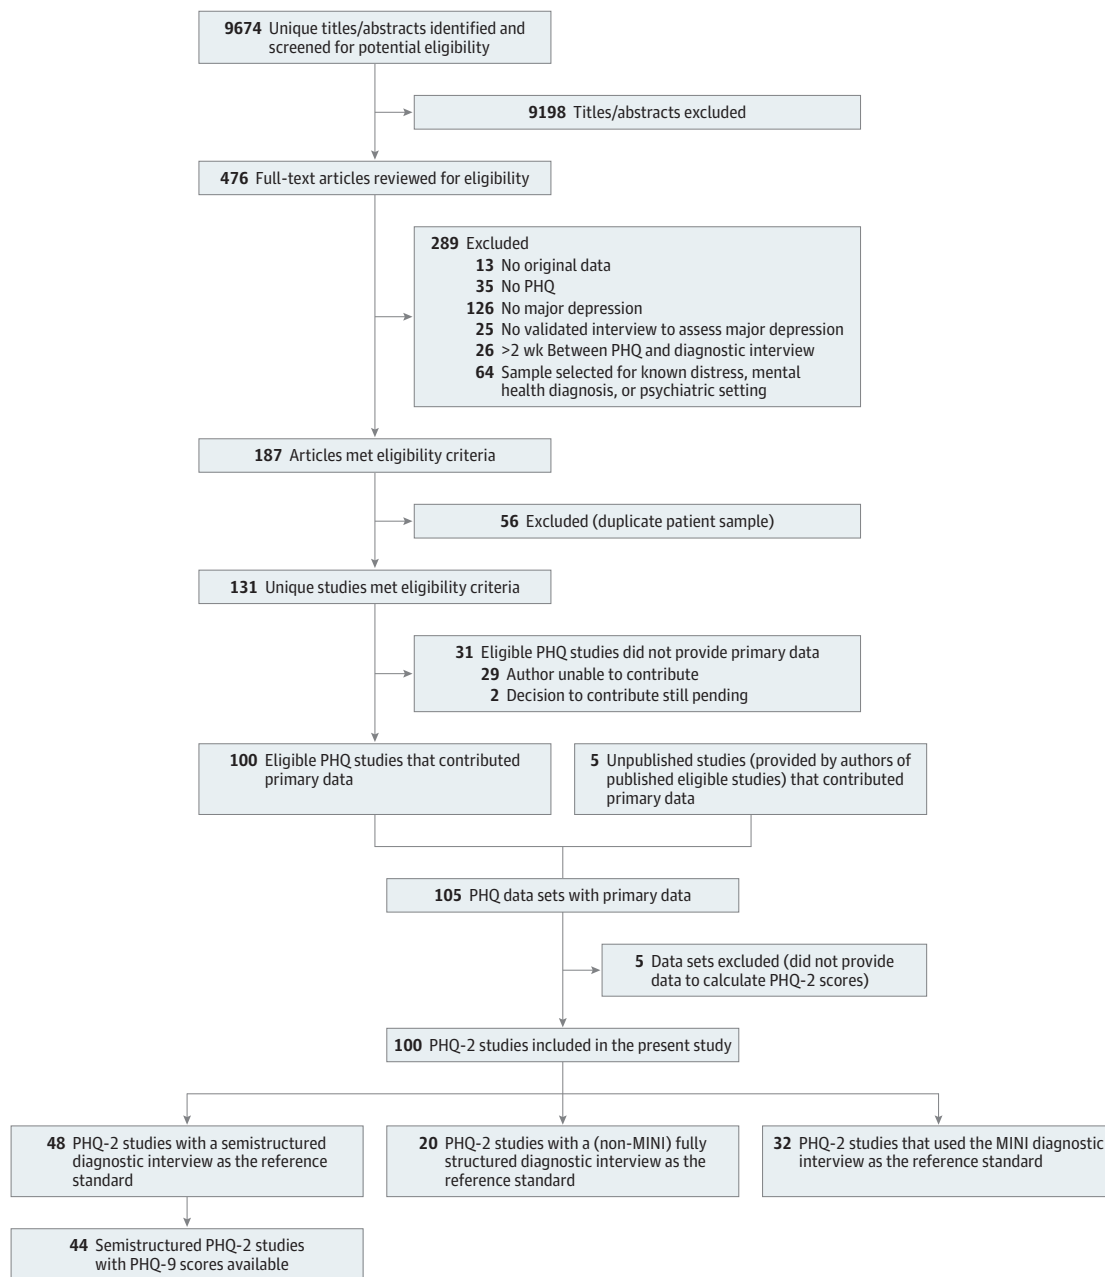 9674 Unique titles/abstracts identified and
screened for potential eligibility
9198 Titles/abstracts excluded
476 Full-text articles reviewed for eligibility
289 Excluded
13 No original data
35 No PHQ
126 No major depression
25 No validated interview to assess major depression
26 >2 wk Between PHQ and diagnostic interview
64 Sample selected for known distress, mental
health diagnosis, or psychiatric setting
187 Articles met eligibility criteria
56 Excluded (duplicate patient sample)
131 Unique studies met eligibility criteria
31 Eligible PHQ studies did not provide primary data
29 Author unable to contribute
2 Decision to contribute still pending
100 Eligible PHQ studies that contributed
primary data
5 Unpublished studies (provided by authors of
published eligible studies) that contributed
primary data
105 PHQ data sets with primary data
5 Data sets excluded (did not provide
data to calculate PHQ-2 scores)
100 PHQ-2 studies included in the present study
48 PHQ-2 studies with a semistructured
diagnostic interview as the reference
standard
20 PHQ-2 studies with a (non-MINI) fully
structured diagnostic interview as the
reference standard
32 PHQ-2 studies that used the MINI diagnostic
interview as the reference standard
44 Semistructured PHQ-2 studies
with PHQ-9 scores available